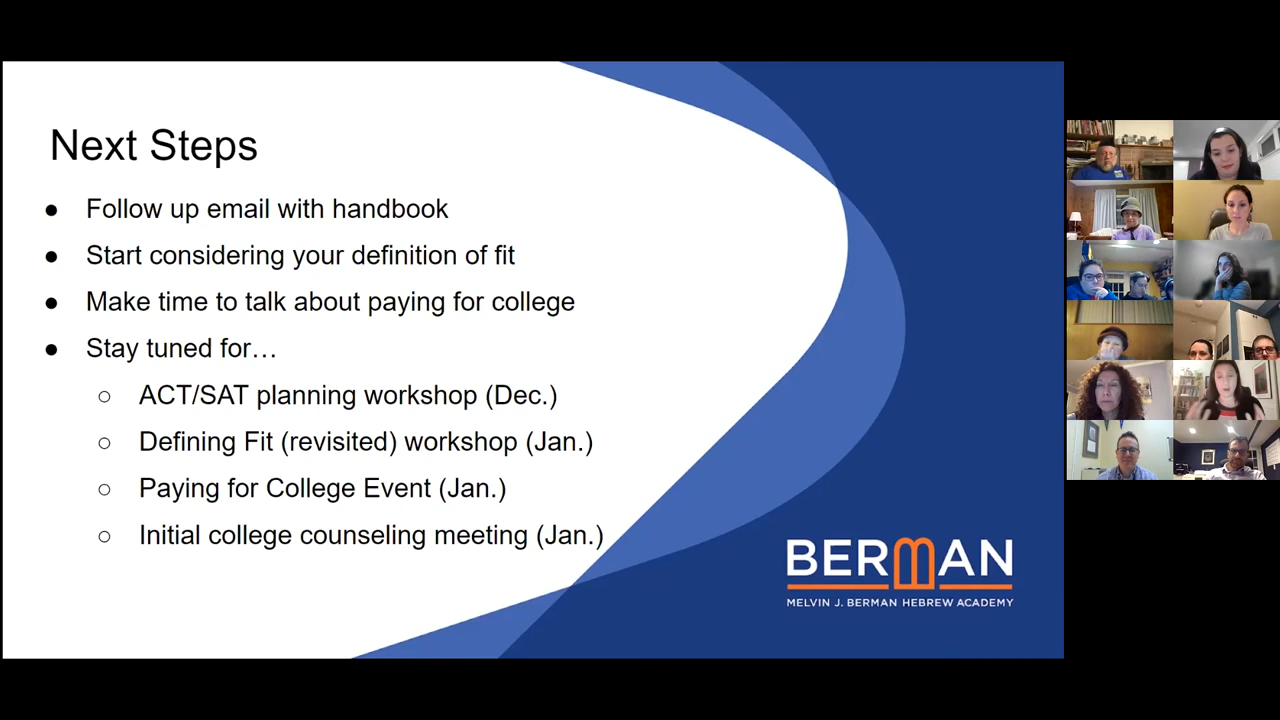 Next Steps
● Follow up email with handbook
● Start considering your definition of fit
● Make time to talk about paying for college
● Stay tuned for…
○ ACT/SAT planning workshop (Dec.)
○ Defining Fit (revisited) workshop (Jan.)
○ Paying for College Event (Jan.)
○ Initial college counseling meeting (Jan.)
BERMAN
MELVIN J. BERMAN HEBREW ACADEMY